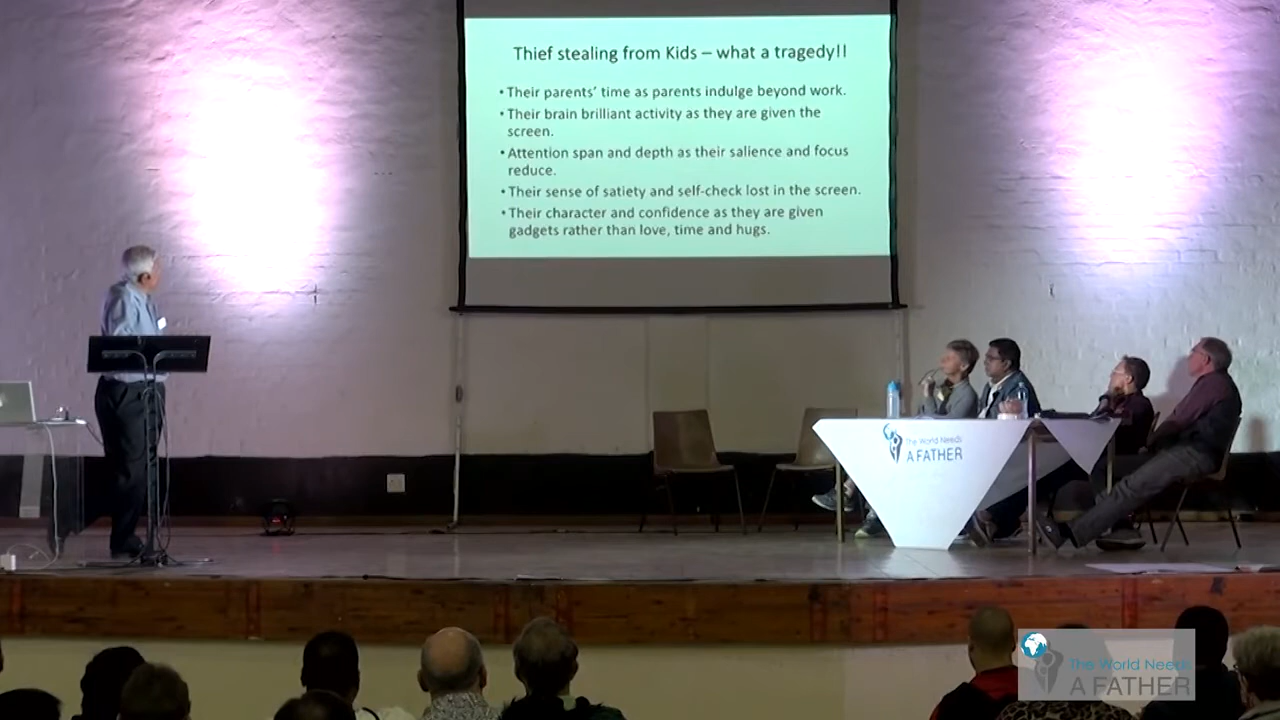 Thief stealing from Kids – what a tragedy!!
• Their parents' time as parents indulge beyond work.
• Their brain brilliant activity as they are given the
screen.
• Attention span and depth as their salience and focus
reduce.
• Their sense of satiety and self-check lost in the screen.
• Their character and confidence as they are given
gadgets rather than love, time and hugs.
The World Needs
A FATHER
The World Needs
A FATHER